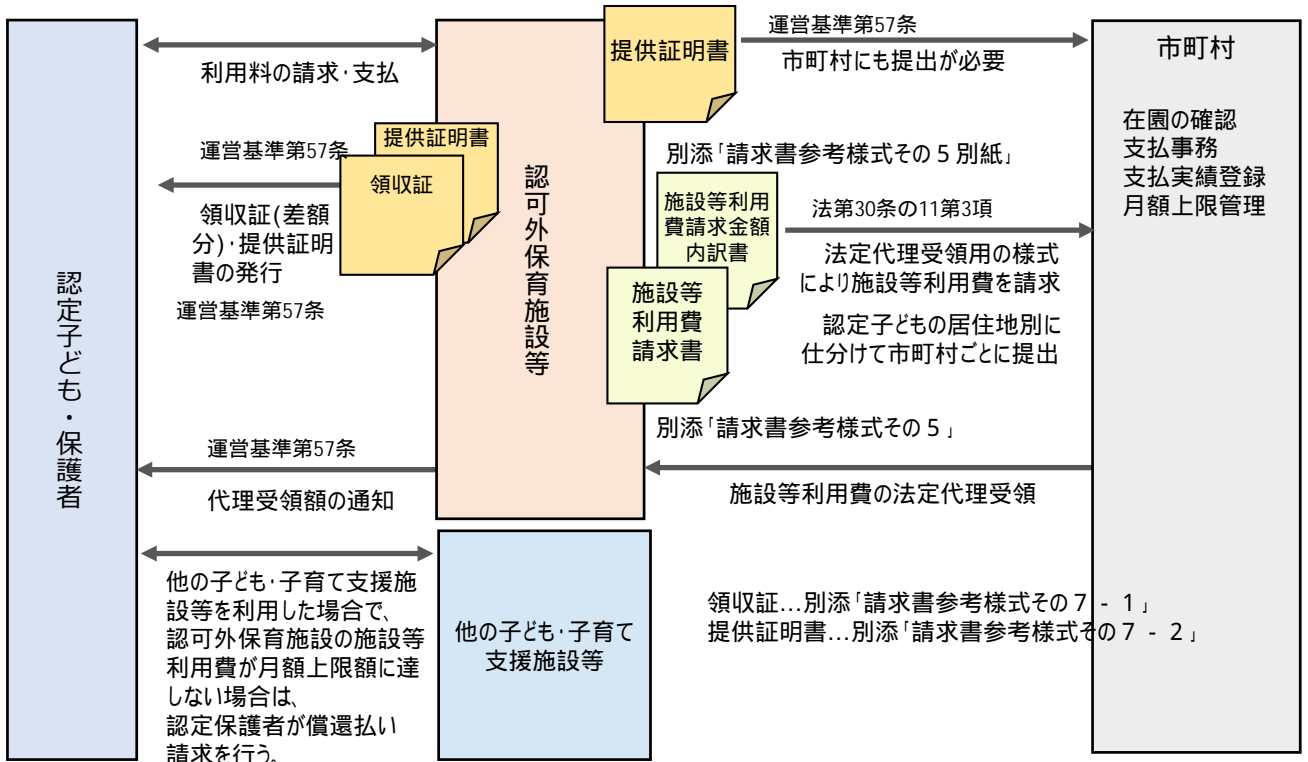 認定子ども・保護者
利用料の請求・支払
運営基準第57条
領収証(差額
分)・提供証明
書の発行
運営基準第57条
運営基準第57条
代理受領額の通知
他の子ども・子育て支援施
設等を利用した場合で、
認可外保育施設の施設等
利用費が月額上限額に達
しない場合は、
認定保護者が償還払い
請求を行う。
提供証明書
領収証
認可外保育施設等
他の子ども・子育て
支援施設等
提供証明書
運営基準第57条
市町村にも提出が必要
別添「請求書参考様式その5別紙」
施設等利用
費請求金額
内訳書
法第30条の11第3項
法定代理受領用の様式
により施設等利用費を請求
認定子どもの居住地別に
仕分けて市町村ごとに提出
施設等
利用費
請求書
別添「請求書参考様式その5」
施設等利用費の法定代理受領
領収証…別添「請求書参考様式その7-1」
提供証明書…別添「請求書参考様式その7-2」
市町村
在園の確認
支払事務
支払実績登録
月額上限管理